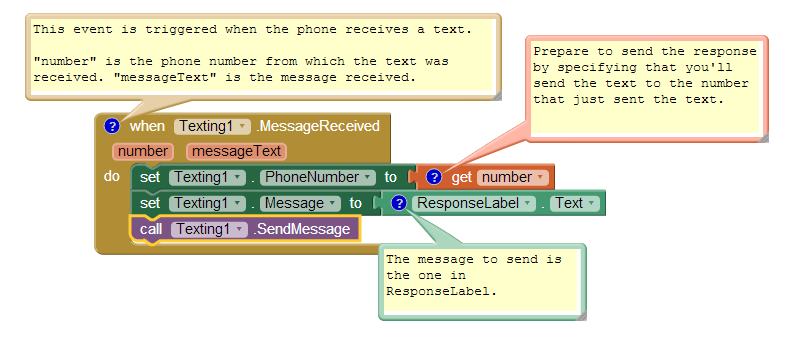 This event is triggered when the phone receives a text.
"number" is the phone number from which the text was
received. "messageText" is the message received.
Prepare to send the response
by specifying that you'll
send the text to the number
that just sent the text.
? when Texting1 .MessageReceived
number messageText
do set Texting1 . PhoneNumber to ? get number
set Texting1 . Message to ? ResponseLabel . Text
call Texting1 .SendMessage
The message to send is
the one in
ResponseLabel.